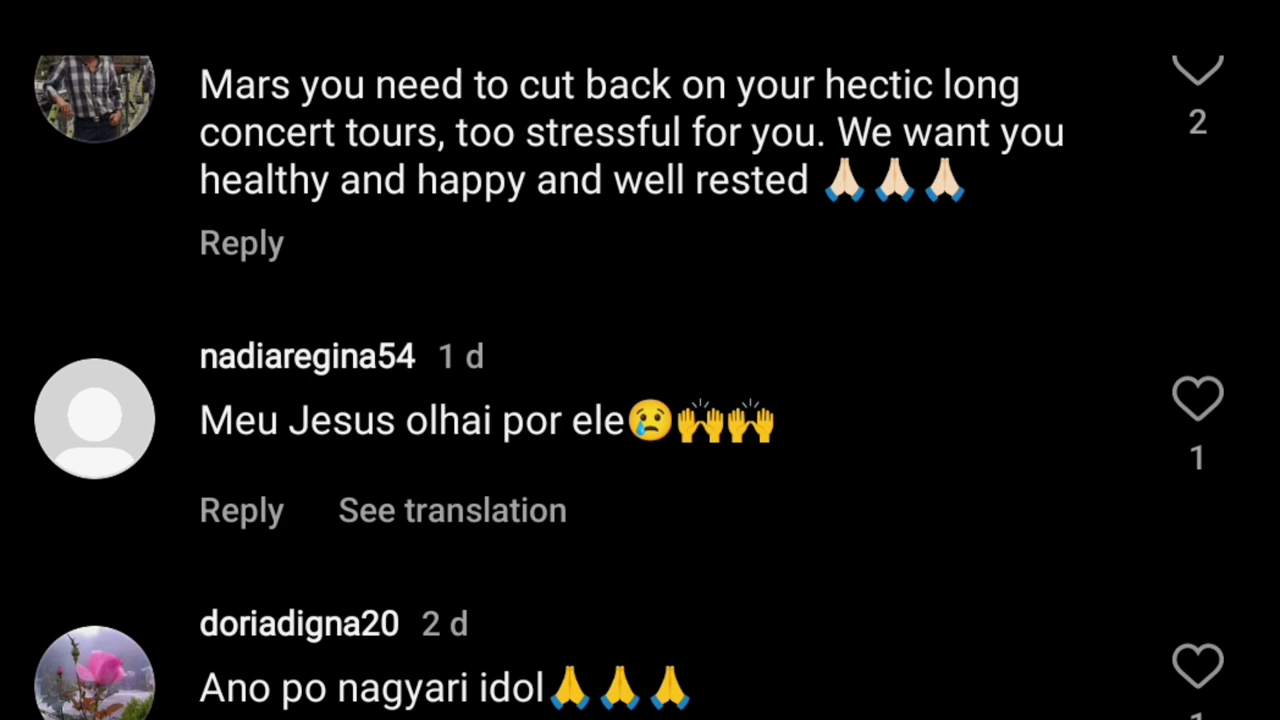 Mars you need to cut back on your hectic long
concert tours, too stressful for you. We want you
healthy and happy and well rested 🙏🏻🙏🏻🙏🏻
2
Reply
nadiaregina54 1 d
Meu Jesus olhai por ele😢🙌🙌
1
Reply See translation
doriadigna20 2 d
Ano po nagyari idol🙏🙏🙏